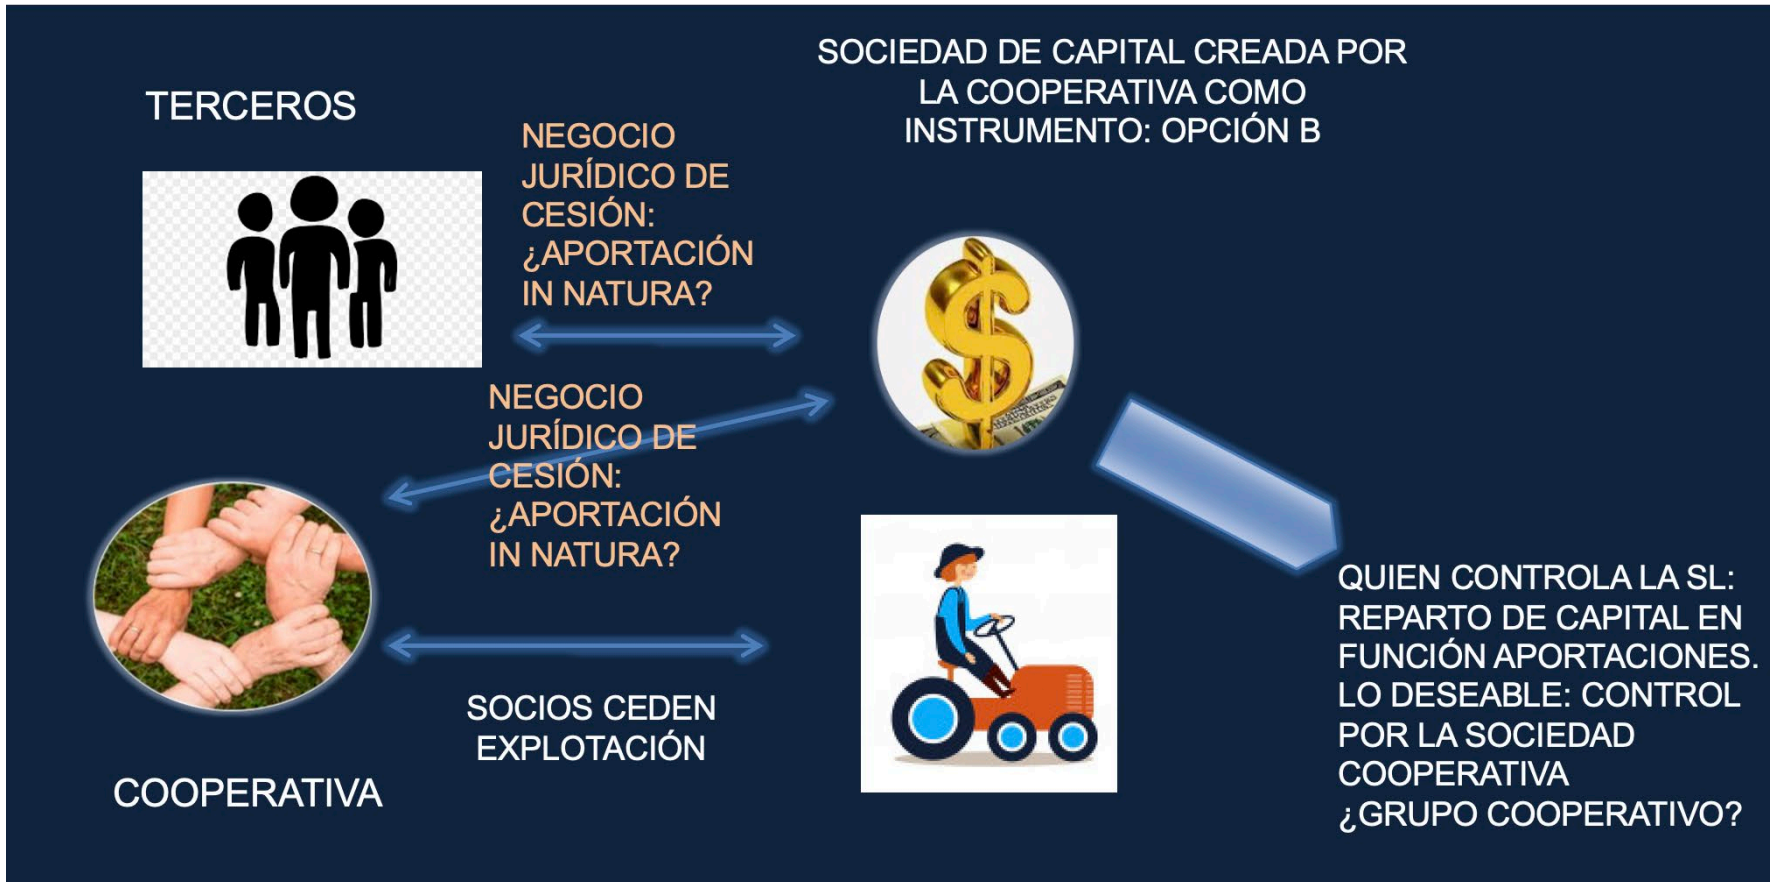 SOCIEDAD DE CAPITAL CREADA POR
LA COOPERATIVA COMO
INSTRUMENTO: OPCIÓN B
TERCEROS
NEGOCIO
JURÍDICO DE
CESIÓN:
¿APORTACIÓN
IN NATURA?
NEGOCIO
JURÍDICO DE
CESIÓN:
¿APORTACIÓN
IN NATURA?
SOCIOS CEDEN
EXPLOTACIÓN
COOPERATIVA
QUIEN CONTROLA LA SL:
REPARTO DE CAPITAL EN
FUNCIÓN APORTACIONES.
LO DESEABLE: CONTROL
POR LA SOCIEDAD
COOPERATIVA
¿GRUPO COOPERATIVO?